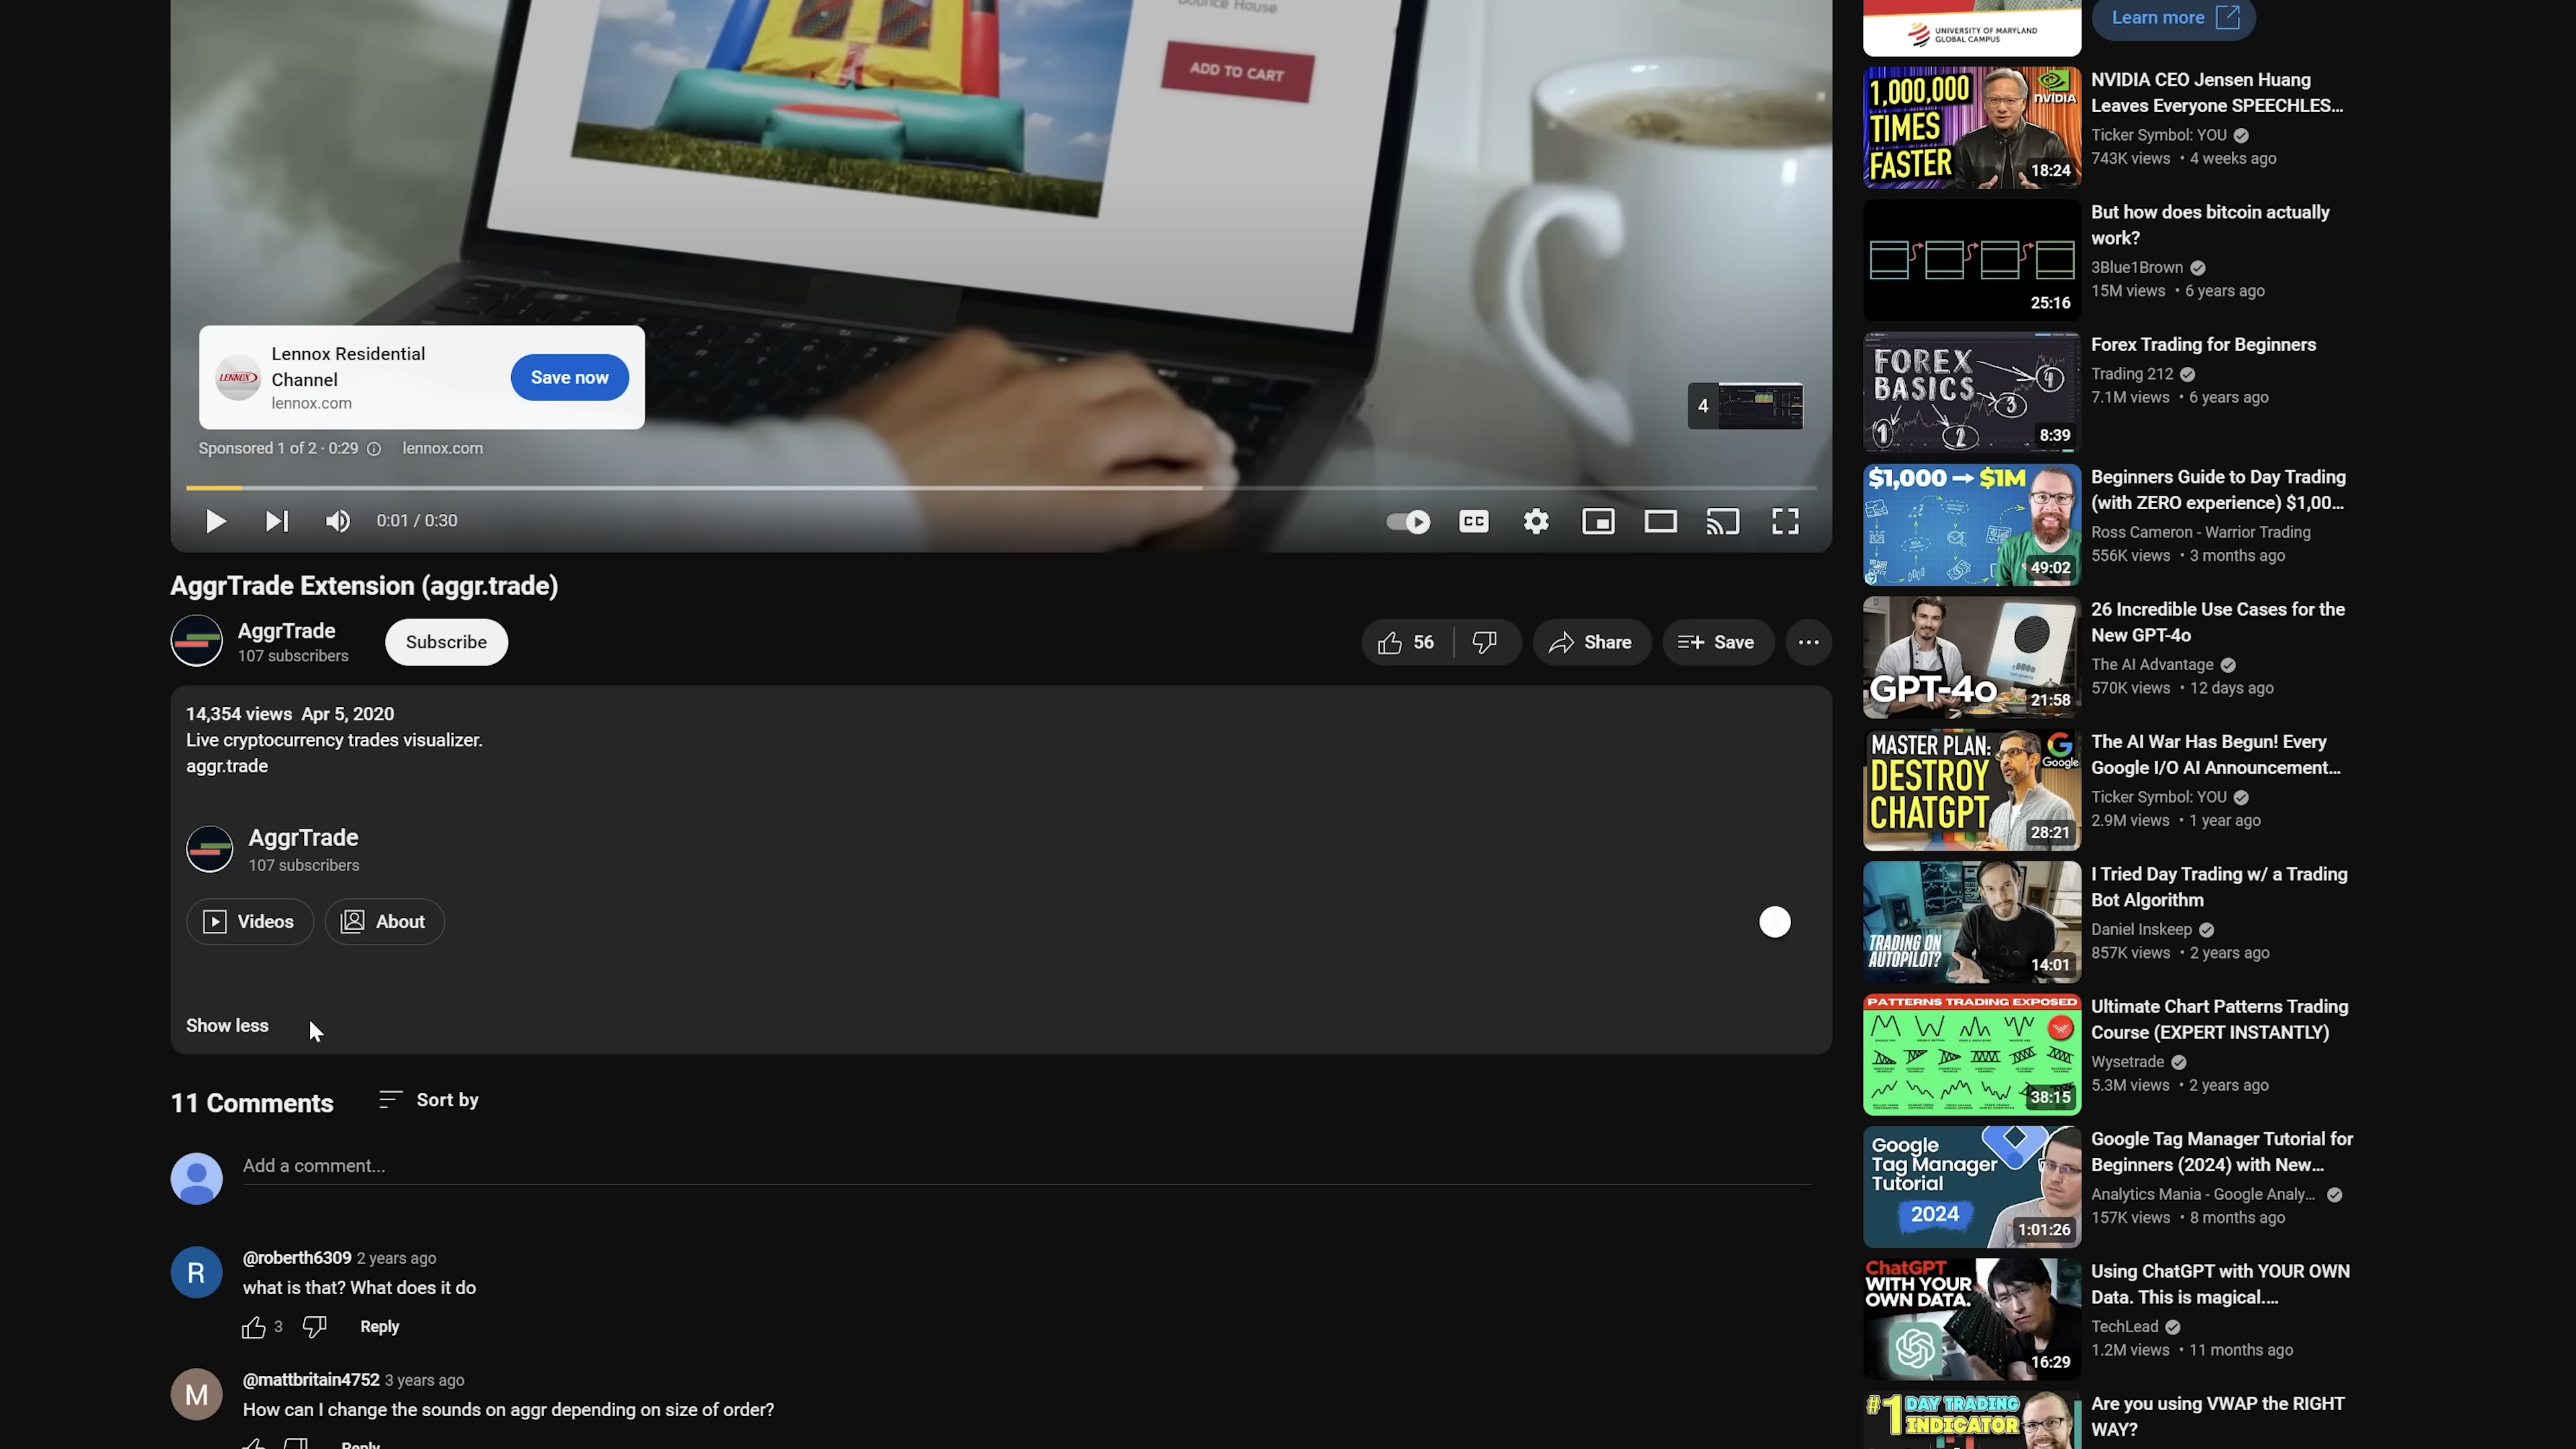 Bounce House
ADD TO CART
Lennox Residential
Channel
lennox.com
Save now
LENNOX
4
Sponsored 1 of 2 · 0:29
lennox.com
0:01 / 0:30
CC
AggrTrade Extension (aggr.trade)
AggrTrade
107 subscribers
Subscribe
56
Share
Save
14,354 views Apr 5, 2020
Live cryptocurrency trades visualizer.
aggr.trade
AggrTrade
107 subscribers
Videos
About
Show less
11 Comments
Sort by
Add a comment...
R
@roberth6309 2 years ago
what is that? What does it do
3
Reply
M
@mattbritain4752 3 years ago
How can I change the sounds on aggr depending on size of order?
Reply
UNIVERSITY OF MARYLAND
GLOBAL CAMPUS
Learn more
1,000,000
TIMES
FASTER
NVIDIA
18:24
NVIDIA CEO Jensen Huang
Leaves Everyone SPEECHLES...
Ticker Symbol: YOU
743K views • 4 weeks ago
25:16
But how does bitcoin actually
work?
3Blue1Brown
15M views • 6 years ago
FOREX
BASICS
1
2
3
4
8:39
Forex Trading for Beginners
Trading 212
7.1M views • 6 years ago
$1,000 → $1M
49:02
Beginners Guide to Day Trading
(with ZERO experience) $1,00...
Ross Cameron - Warrior Trading
556K views • 3 months ago
GPT-4o
21:58
26 Incredible Use Cases for the
New GPT-4o
The AI Advantage
570K views • 12 days ago
MASTER PLAN:
DESTROY
CHATGPT
Google
28:21
The AI War Has Begun! Every
Google I/O AI Announcement...
Ticker Symbol: YOU
2.9M views • 1 year ago
TRADING ON
AUTOPILOT?
14:01
I Tried Day Trading w/ a Trading
Bot Algorithm
Daniel Inskeep
857K views • 2 years ago
PATTERNS TRADING EXPOSED
38:15
Ultimate Chart Patterns Trading
Course (EXPERT INSTANTLY)
Wysetrade
5.3M views • 2 years ago
Google
Tag Manager
Tutorial
2024
1:01:26
Google Tag Manager Tutorial for
Beginners (2024) with New...
Analytics Mania - Google Analy...
157K views • 8 months ago
ChatGPT
WITH YOUR
OWN DATA.
16:29
Using ChatGPT with YOUR OWN
Data. This is magical....
TechLead
1.2M views • 11 months ago
#1 DAY TRADING
INDICATOR
Are you using VWAP the RIGHT
WAY?